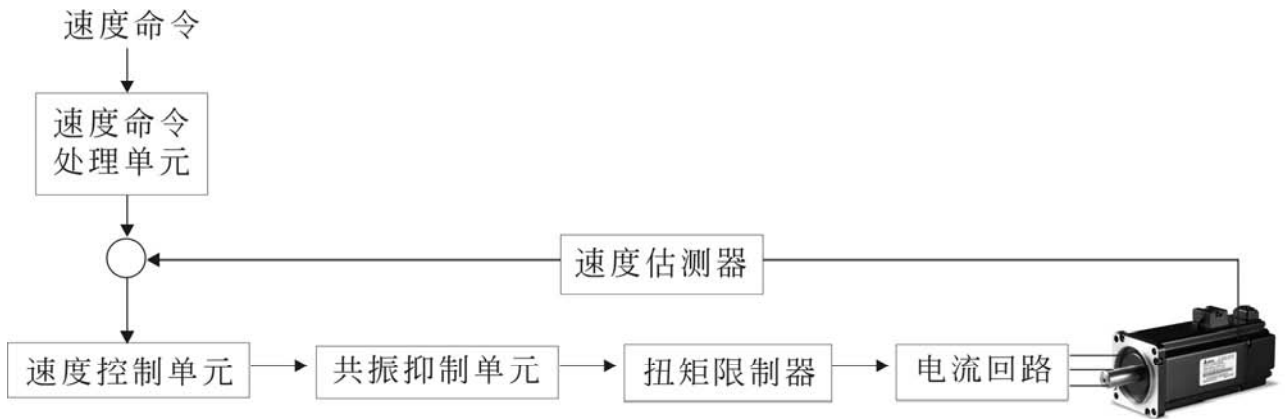 速度命令
速度命令
处理单元
速度估测器
速度控制单元
共振抑制单元
扭矩限制器
电流回路